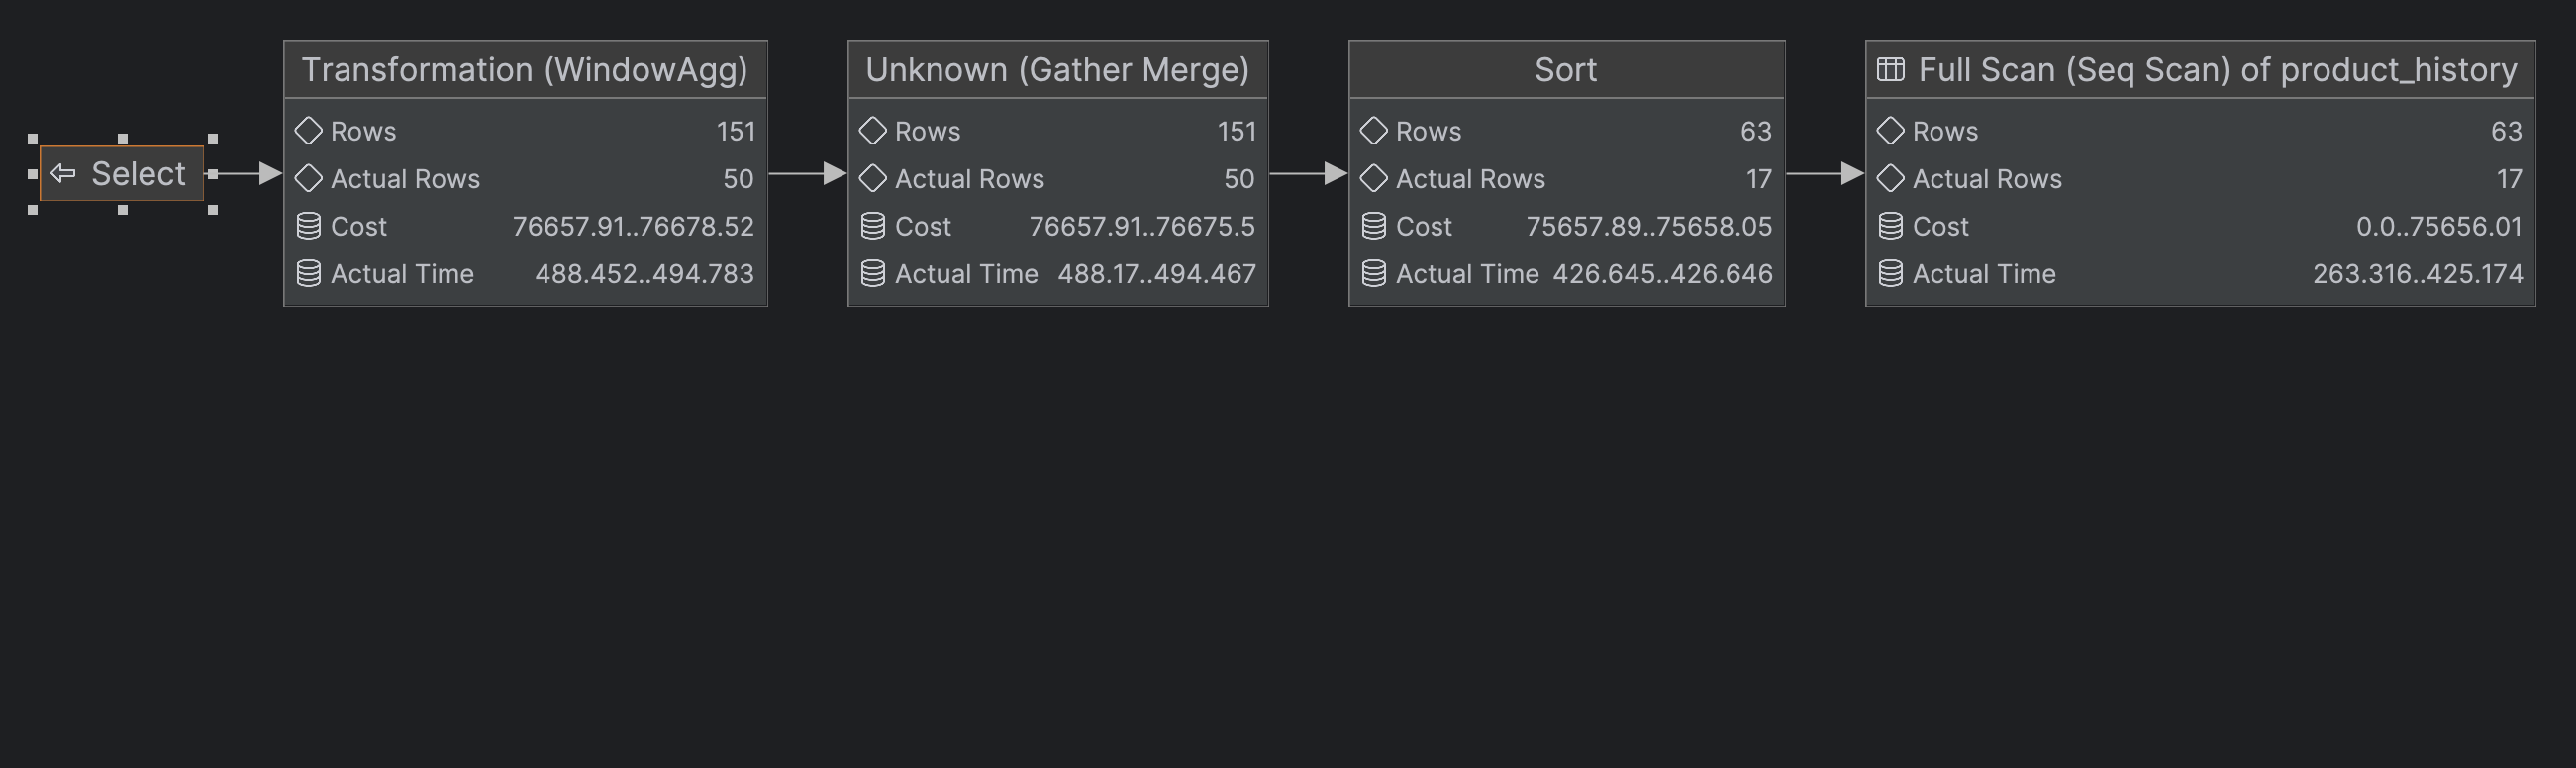 Select
Transformation (WindowAgg)
Rows 151
Actual Rows 50
Cost 76657.91..76678.52
Actual Time 488.452..494.783
Unknown (Gather Merge)
Rows 151
Actual Rows 50
Cost 76657.91..76675.5
Actual Time 488.17..494.467
Sort
Rows 63
Actual Rows 17
Cost 75657.89..75658.05
Actual Time 426.645..426.646
Full Scan (Seq Scan) of product_history
Rows 63
Actual Rows 17
Cost 0.0..75656.01
Actual Time 263.316..425.174